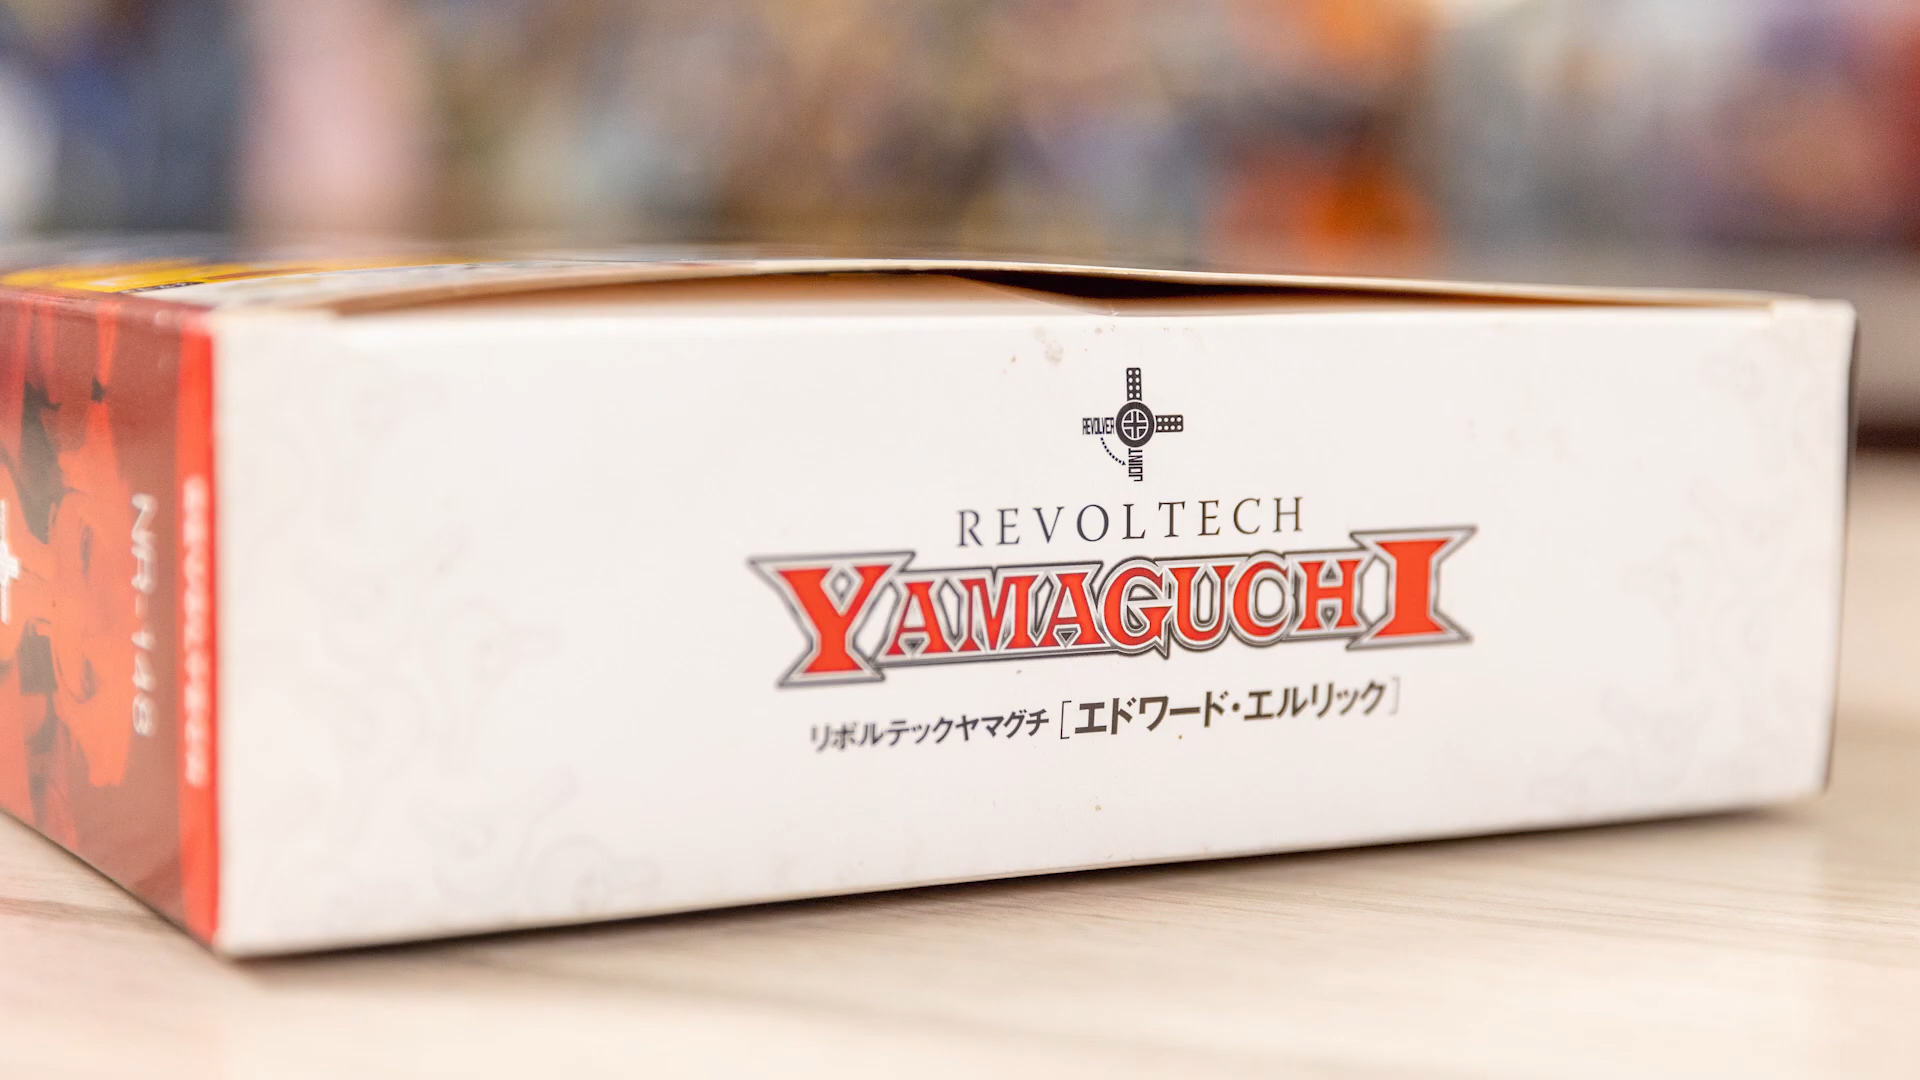 NR-148
REVOLVER
JOINT
REVOLTECH
YAMAGUCHI
リボルテックヤマグチ [エドワード・エルリック]